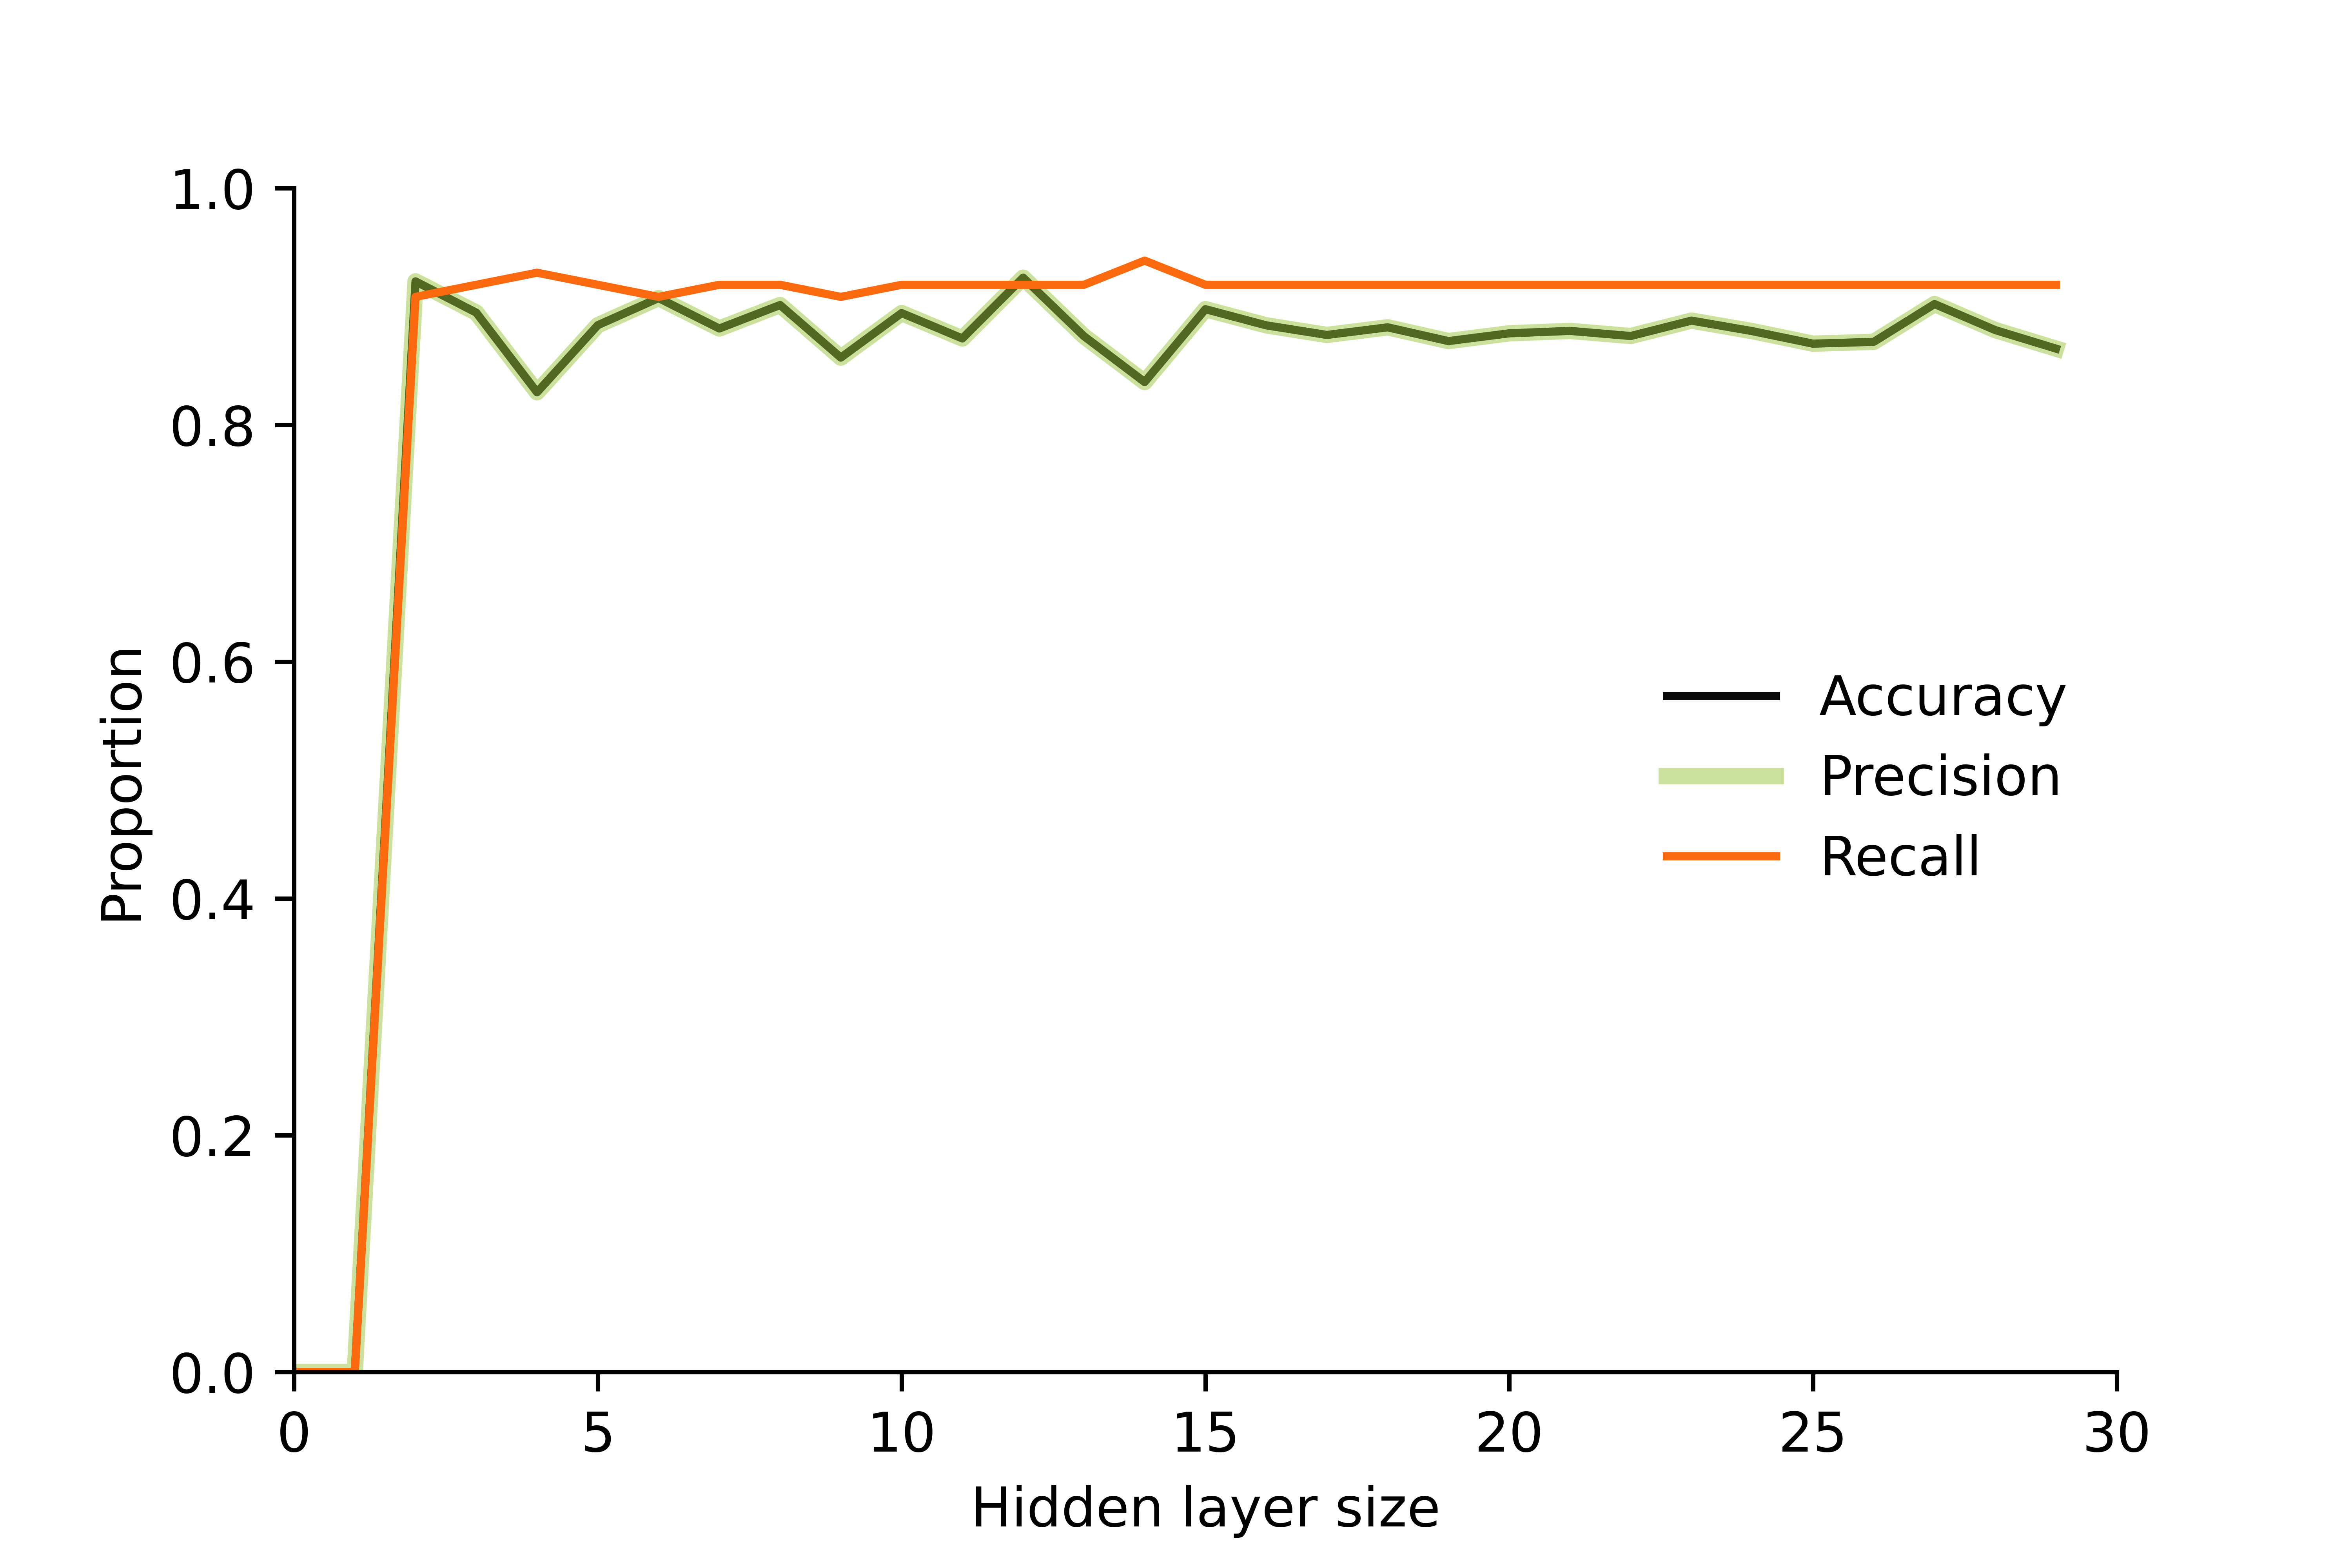 1.0
0.8
0.6
0.4
0.2
0.0
Proportion
Accuracy
Precision
Recall
0 5 10 15 20 25 30
Hidden layer size